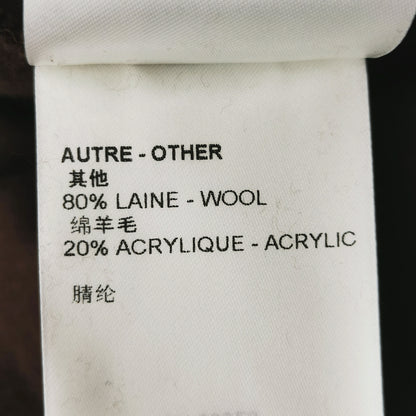 AUTRE - OTHER
其他
80% LAINE - WOOL
绵羊毛
20% ACRYLIQUE - ACRYLIC
腈纶